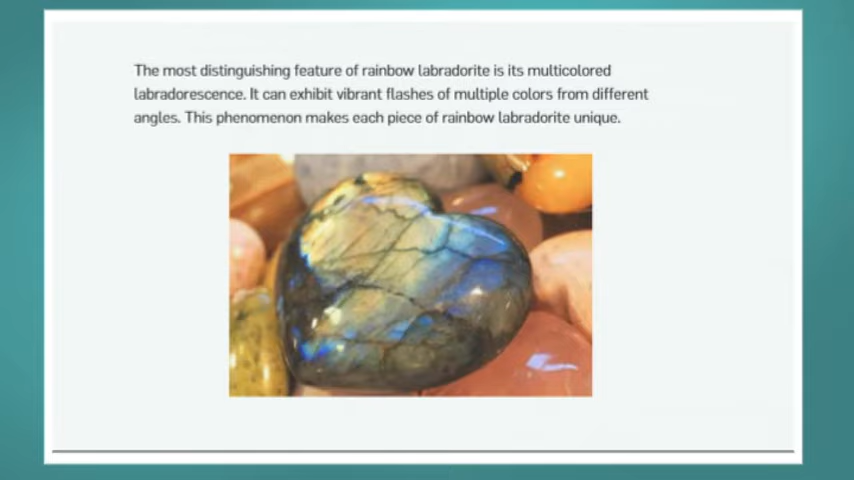 The most distinguishing feature of rainbow labradorite is its multicolored
labradorescence. It can exhibit vibrant flashes of multiple colors from different
angles. This phenomenon makes each piece of rainbow labradorite unique.